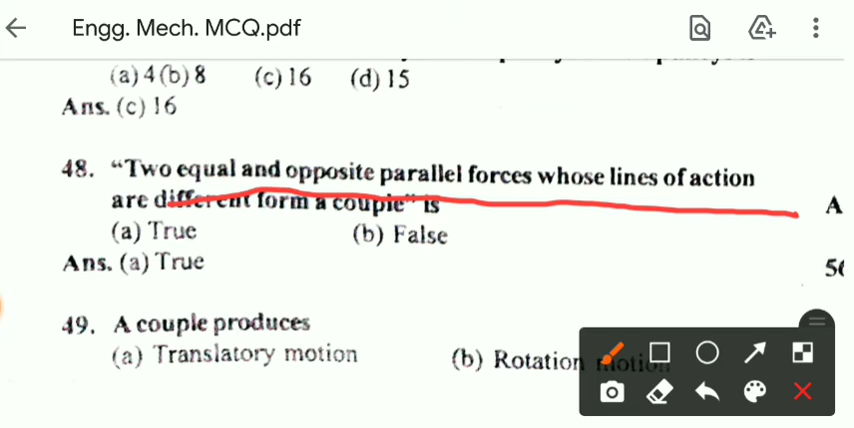 Engg. Mech. MCQ.pdf
(a) 4 (b) 8 (c) 16 (d) 15
Ans. (c) 16
48. “Two equal and opposite parallel forces whose lines of action
are different form a couple” is
A
(a) True (b) False
Ans. (a) True
49. A couple produces
(a) Translatory motion (b) Rotation motion